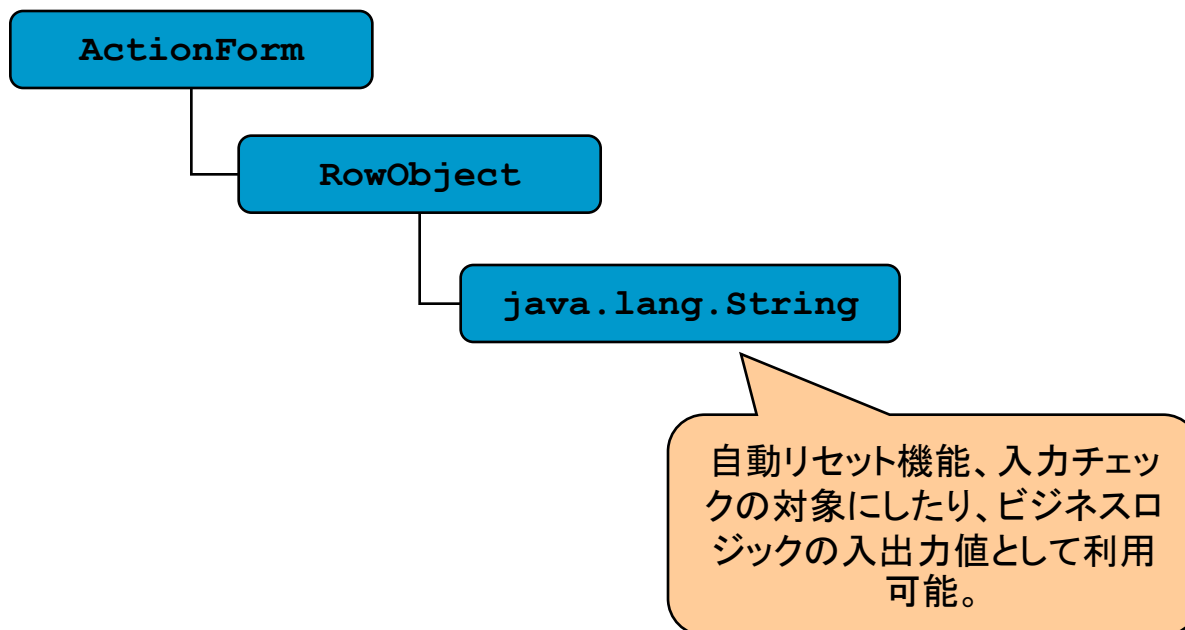 ActionForm
RowObject
java.lang.String
自動リセット機能、入力チェッ
クの対象にしたり、ビジネスロ
ジックの入出力値として利用
可能。